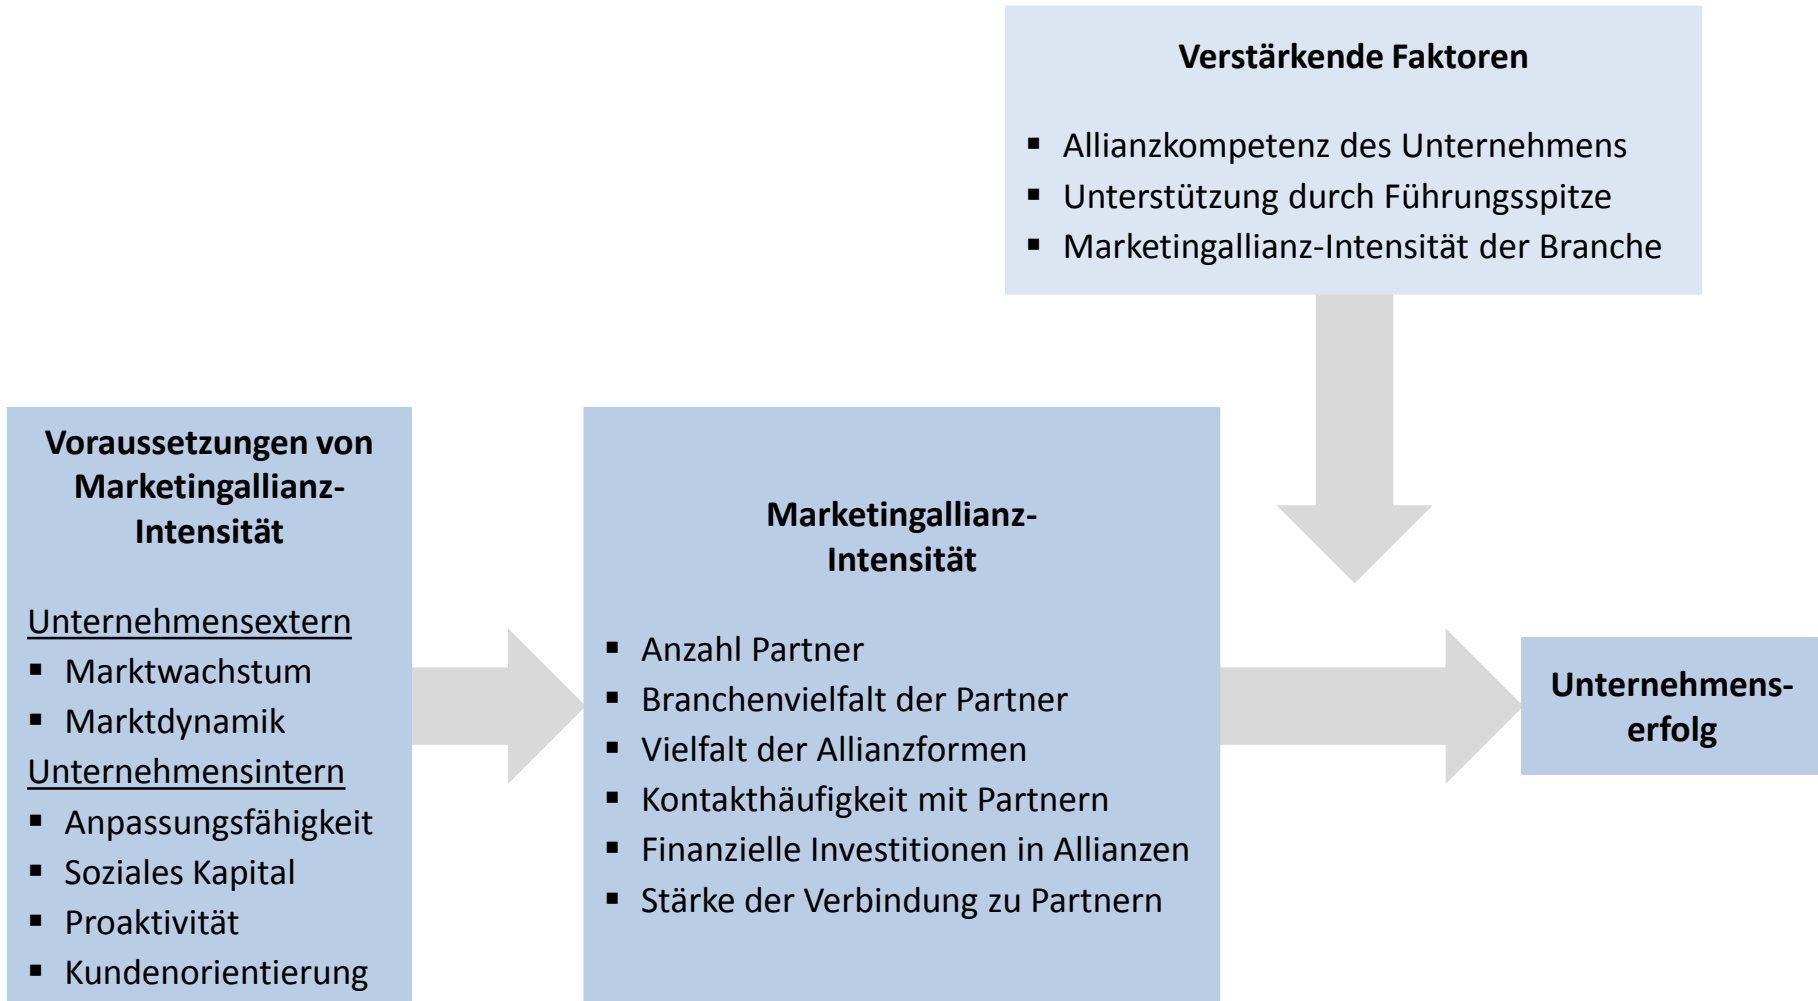 Verstärkende Faktoren
▪ Allianzkompetenz des Unternehmens
▪ Unterstützung durch Führungsspitze
▪ Marketingallianz-Intensität der Branche
Voraussetzungen von
Marketingallianz-
Intensität
Unternehmensextern
▪ Marktwachstum
▪ Marktdynamik
Unternehmensintern
▪ Anpassungsfähigkeit
▪ Soziales Kapital
▪ Proaktivität
▪ Kundenorientierung
Marketingallianz-
Intensität
▪ Anzahl Partner
▪ Branchenvielfalt der Partner
▪ Vielfalt der Allianzformen
▪ Kontakthäufigkeit mit Partnern
▪ Finanzielle Investitionen in Allianzen
▪ Stärke der Verbindung zu Partnern
Unternehmens-
erfolg